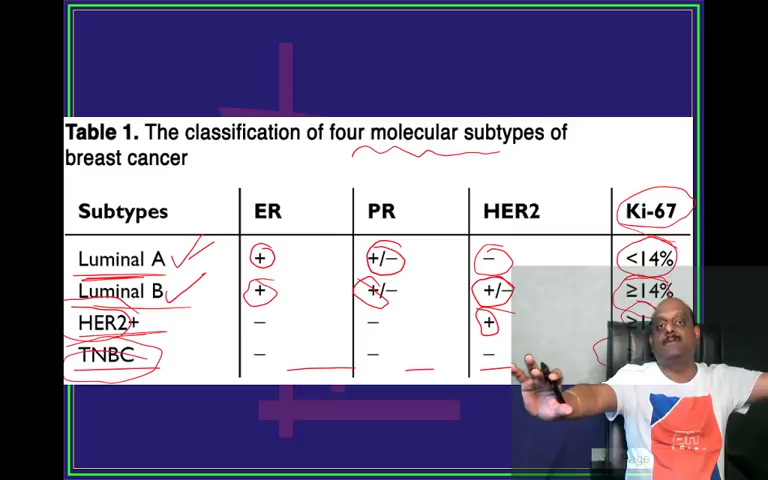 Table 1. The classification of four molecular subtypes of
breast cancer
Subtypes ER PR HER2 Ki-67
Luminal A + +/− − <14%
Luminal B + +/− +/− ≥14%
HER2+ − − +
TNBC − − −